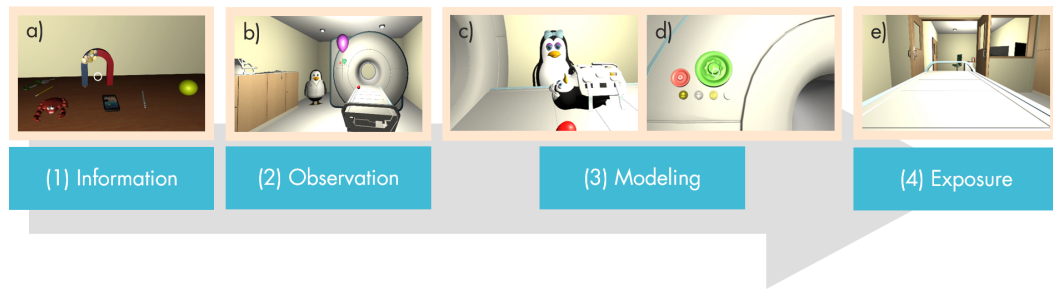 a)
b)
c)
d)
e)
(1) Information
(2) Observation
(3) Modeling
(4) Exposure